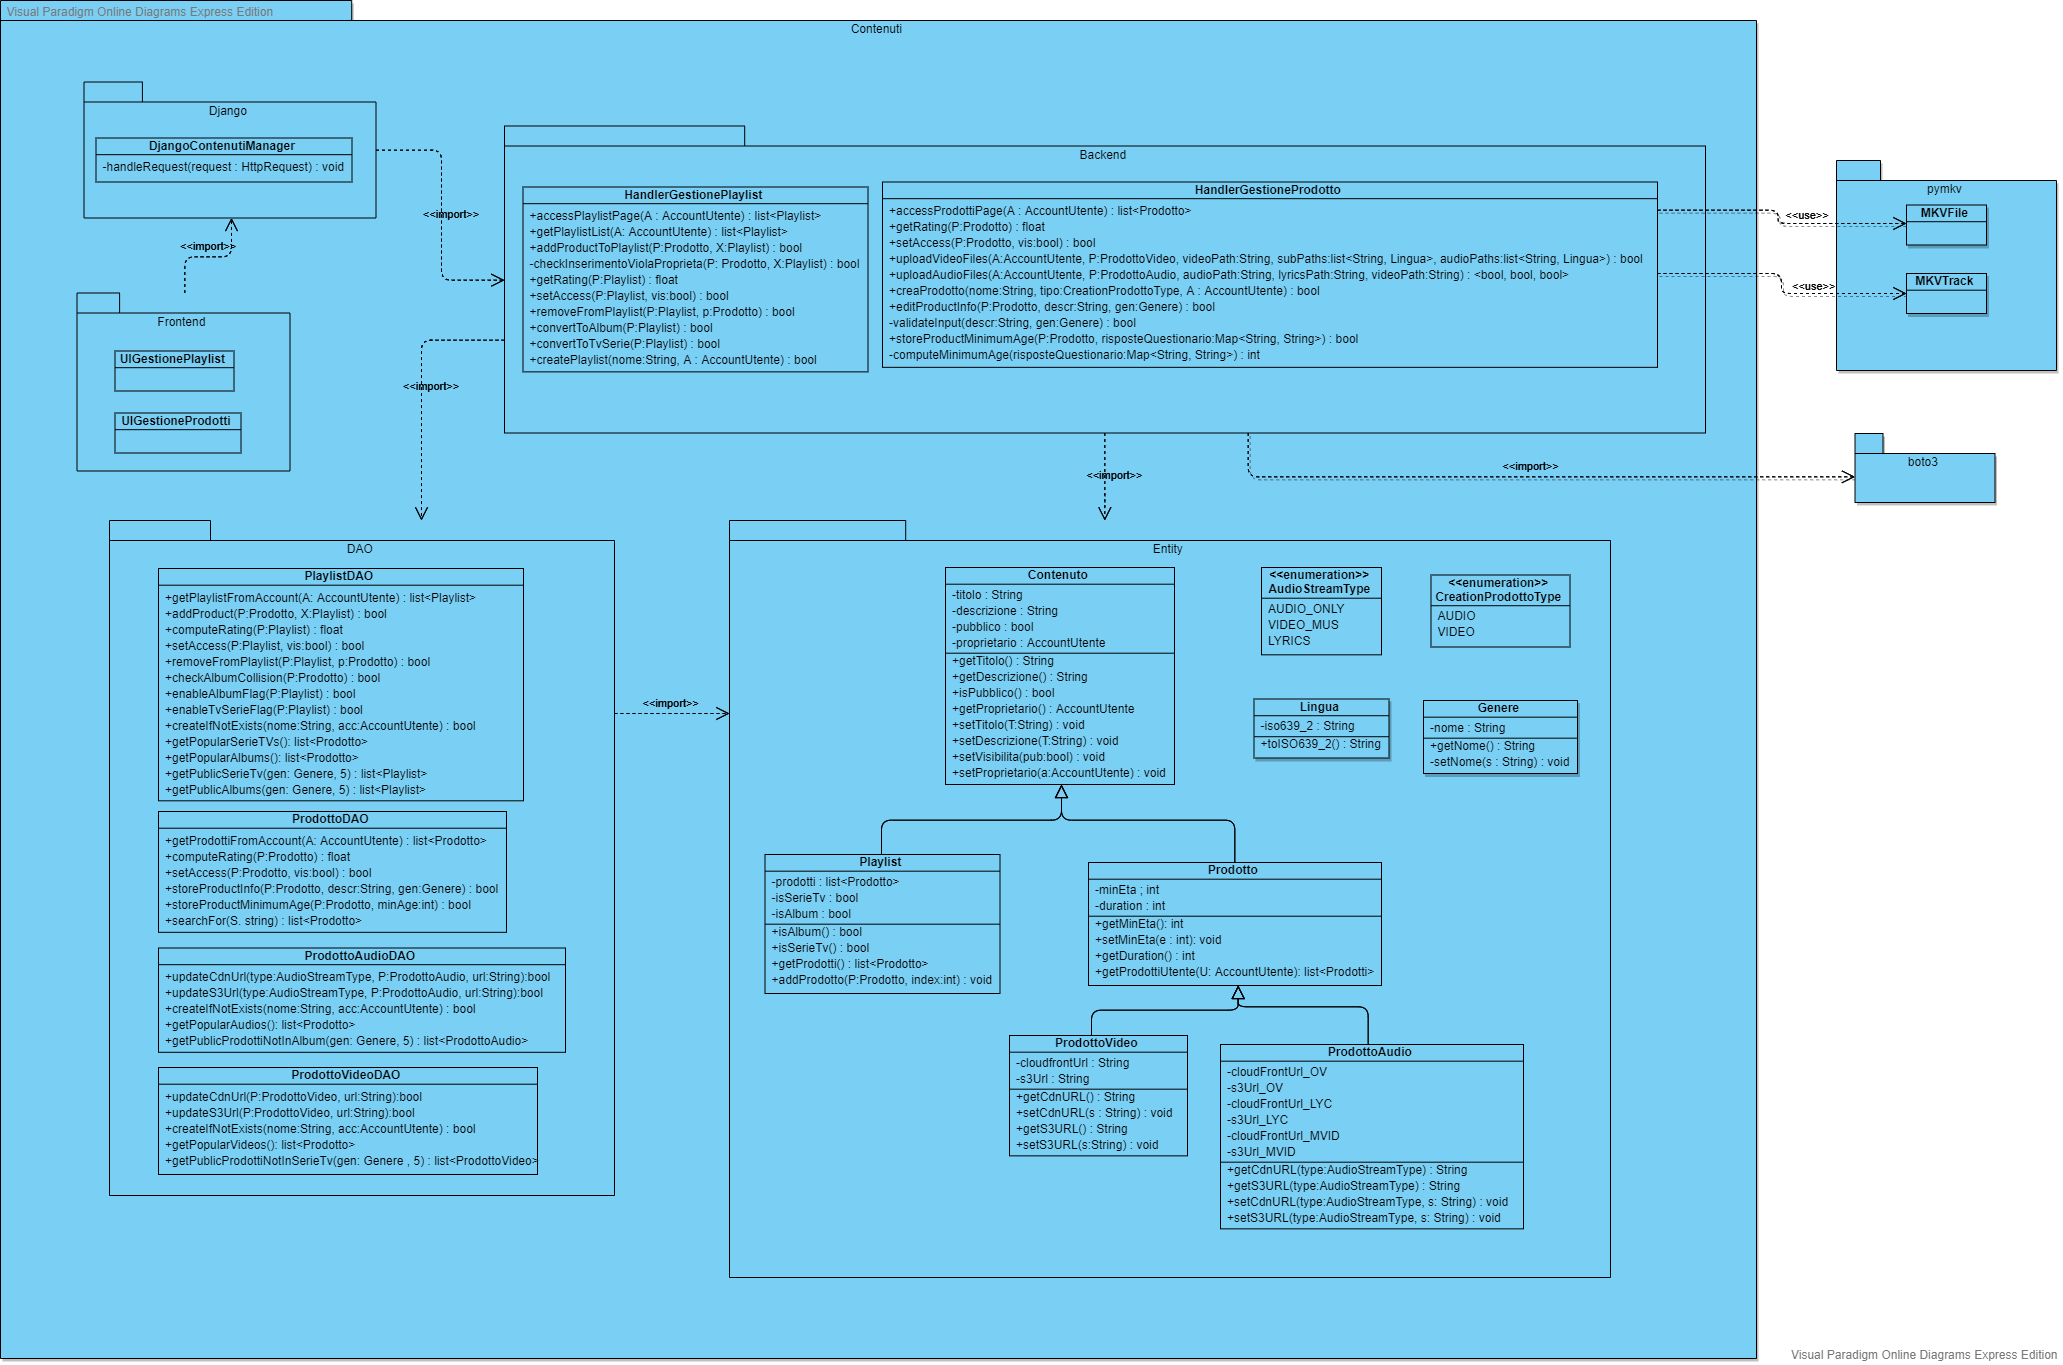 Visual Paradigm Online Diagrams Express Edition
Contenuti
Django
DjangoContenutiManager
-handleRequest(request : HttpRequest) : void
<<import>>
<<import>>
Frontend
UIGestionePlaylist
UIGestioneProdotti
Backend
HandlerGestionePlaylist
+accessPlaylistPage(A : AccountUtente) : list<Playlist>
+getPlaylistList(A: AccountUtente) : list<Playlist>
+addProductToPlaylist(P:Prodotto, X:Playlist) : bool
-checkInserimentoViolaProprieta(P: Prodotto, X:Playlist) : bool
+getRating(P:Playlist) : float
+setAccess(P:Playlist, vis:bool) : bool
+removeFromPlaylist(P:Playlist, p:Prodotto) : bool
+convertToAlbum(P:Playlist) : bool
+convertToTvSerie(P:Playlist) : bool
+createPlaylist(nome:String, A : AccountUtente) : bool
HandlerGestioneProdotto
+accessProdottiPage(A : AccountUtente) : list<Prodotto>
+getRating(P:Prodotto) : float
+setAccess(P:Prodotto, vis:bool) : bool
+uploadVideoFiles(A:AccountUtente, P:ProdottoVideo, videoPath:String, subPaths:list<String, Lingua>, audioPaths:list<String, Lingua>) : bool
+uploadAudioFiles(A:AccountUtente, P:ProdottoAudio, audioPath:String, lyricsPath:String, videoPath:String) : <bool, bool, bool>
+creaProdotto(nome:String, tipo:CreationProdottoType, A : AccountUtente) : bool
+editProductInfo(P:Prodotto, descr:String, gen:Genere) : bool
-validateInput(descr:String, gen:Genere) : bool
+storeProductMinimumAge(P:Prodotto, risposteQuestionario:Map<String, String>) : bool
-computeMinimumAge(risposteQuestionario:Map<String, String>) : int
<<use>>
<<use>>
pymkv
MKVFile
MKVTrack
<<import>>
<<import>>
<<import>>
boto3
DAO
PlaylistDAO
+getPlaylistFromAccount(A: AccountUtente) : list<Playlist>
+addProduct(P:Prodotto, X:Playlist) : bool
+computeRating(P:Playlist) : float
+setAccess(P:Playlist, vis:bool) : bool
+removeFromPlaylist(P:Playlist, p:Prodotto) : bool
+checkAlbumCollision(P:Prodotto) : bool
+enableAlbumFlag(P:Playlist) : bool
+enableTvSerieFlag(P:Playlist) : bool
+createIfNotExists(nome:String, acc:AccountUtente) : bool
+getPopularSerieTVs(): list<Prodotto>
+getPopularAlbums(): list<Prodotto>
+getPublicSerieTv(gen: Genere, 5) : list<Playlist>
+getPublicAlbums(gen: Genere, 5) : list<Playlist>
ProdottoDAO
+getProdottiFromAccount(A: AccountUtente) : list<Prodotto>
+computeRating(P:Prodotto) : float
+setAccess(P:Prodotto, vis:bool) : bool
+storeProductInfo(P:Prodotto, descr:String, gen:Genere) : bool
+storeProductMinimumAge(P:Prodotto, minAge:int) : bool
+searchFor(S. string) : list<Prodotto>
ProdottoAudioDAO
+updateCdnUrl(type:AudioStreamType, P:ProdottoAudio, url:String):bool
+updateS3Url(type:AudioStreamType, P:ProdottoAudio, url:String):bool
+createIfNotExists(nome:String, acc:AccountUtente) : bool
+getPopularAudios(): list<Prodotto>
+getPublicProdottiNotInAlbum(gen: Genere, 5) : list<ProdottoAudio>
ProdottoVideoDAO
+updateCdnUrl(P:ProdottoVideo, url:String):bool
+updateS3Url(P:ProdottoVideo, url:String):bool
+createIfNotExists(nome:String, acc:AccountUtente) : bool
+getPopularVideos(): list<Prodotto>
+getPublicProdottiNotInSerieTv(gen: Genere , 5) : list<ProdottoVideo>
<<import>>
Entity
Contenuto
-titolo : String
-descrizione : String
-pubblico : bool
-proprietario : AccountUtente
+getTitolo() : String
+getDescrizione() : String
+isPubblico() : bool
+getProprietario() : AccountUtente
+setTitolo(T:String) : void
+setDescrizione(T:String) : void
+setVisibilita(pub:bool) : void
+setProprietario(a:AccountUtente) : void
<<enumeration>>
AudioStreamType
AUDIO_ONLY
VIDEO_MUS
LYRICS
<<enumeration>>
CreationProdottoType
AUDIO
VIDEO
Lingua
-iso639_2 : String
+toISO639_2() : String
Genere
-nome : String
+getNome() : String
-setNome(s : String) : void
Playlist
-prodotti : list<Prodotto>
-isSerieTv : bool
-isAlbum : bool
+isAlbum() : bool
+isSerieTv() : bool
+getProdotti() : list<Prodotto>
+addProdotto(P:Prodotto, index:int) : void
Prodotto
-minEta ; int
-duration : int
+getMinEta(): int
+setMinEta(e : int): void
+getDuration() : int
+getProdottiUtente(U: AccountUtente): list<Prodotti>
ProdottoVideo
-cloudfrontUrl : String
-s3Url : String
+getCdnURL() : String
+setCdnURL(s : String) : void
+getS3URL() : String
+setS3URL(s:String) : void
ProdottoAudio
-cloudFrontUrl_OV
-s3Url_OV
-cloudFrontUrl_LYC
-s3Url_LYC
-cloudFrontUrl_MVID
-s3Url_MVID
+getCdnURL(type:AudioStreamType) : String
+getS3URL(type:AudioStreamType) : String
+setCdnURL(type:AudioStreamType, s: String) : void
+setS3URL(type:AudioStreamType, s: String) : void
Visual Paradigm Online Diagrams Express Edition